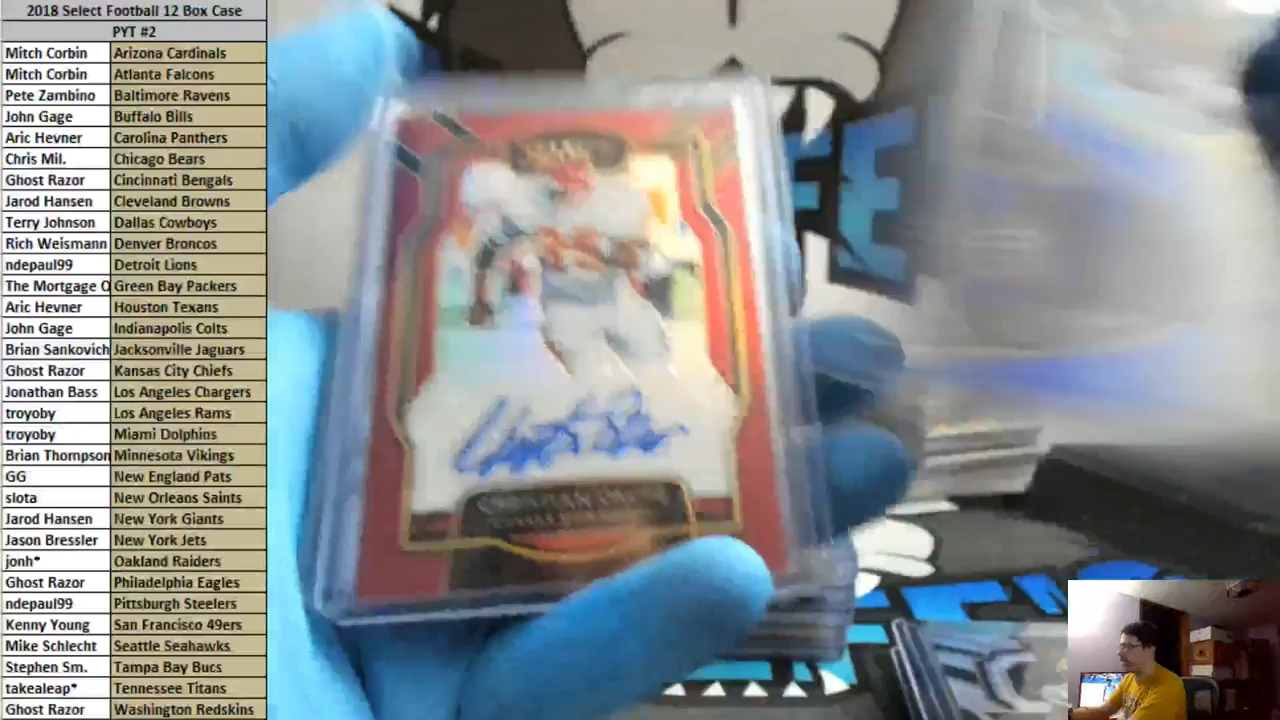 2018 Select Football 12 Box Case
PYT #2
Mitch Corbin Arizona Cardinals
Mitch Corbin Atlanta Falcons
Pete Zambino Baltimore Ravens
John Gage Buffalo Bills
Aric Hevner Carolina Panthers
Chris Mil. Chicago Bears
Ghost Razor Cincinnati Bengals
Jarod Hansen Cleveland Browns
Terry Johnson Dallas Cowboys
Rich Weismann Denver Broncos
ndepaul99 Detroit Lions
The Mortgage O Green Bay Packers
Aric Hevner Houston Texans
John Gage Indianapolis Colts
Brian Sankovich Jacksonville Jaguars
Ghost Razor Kansas City Chiefs
Jonathan Bass Los Angeles Chargers
troyoby Los Angeles Rams
troyoby Miami Dolphins
Brian Thompson Minnesota Vikings
GG New England Pats
slota New Orleans Saints
Jarod Hansen New York Giants
Jason Bressler New York Jets
jonh* Oakland Raiders
Ghost Razor Philadelphia Eagles
ndepaul99 Pittsburgh Steelers
Kenny Young San Francisco 49ers
Mike Schlecht Seattle Seahawks
Stephen Sm. Tampa Bay Bucs
takealeap* Tennessee Titans
Ghost Razor Washington Redskins